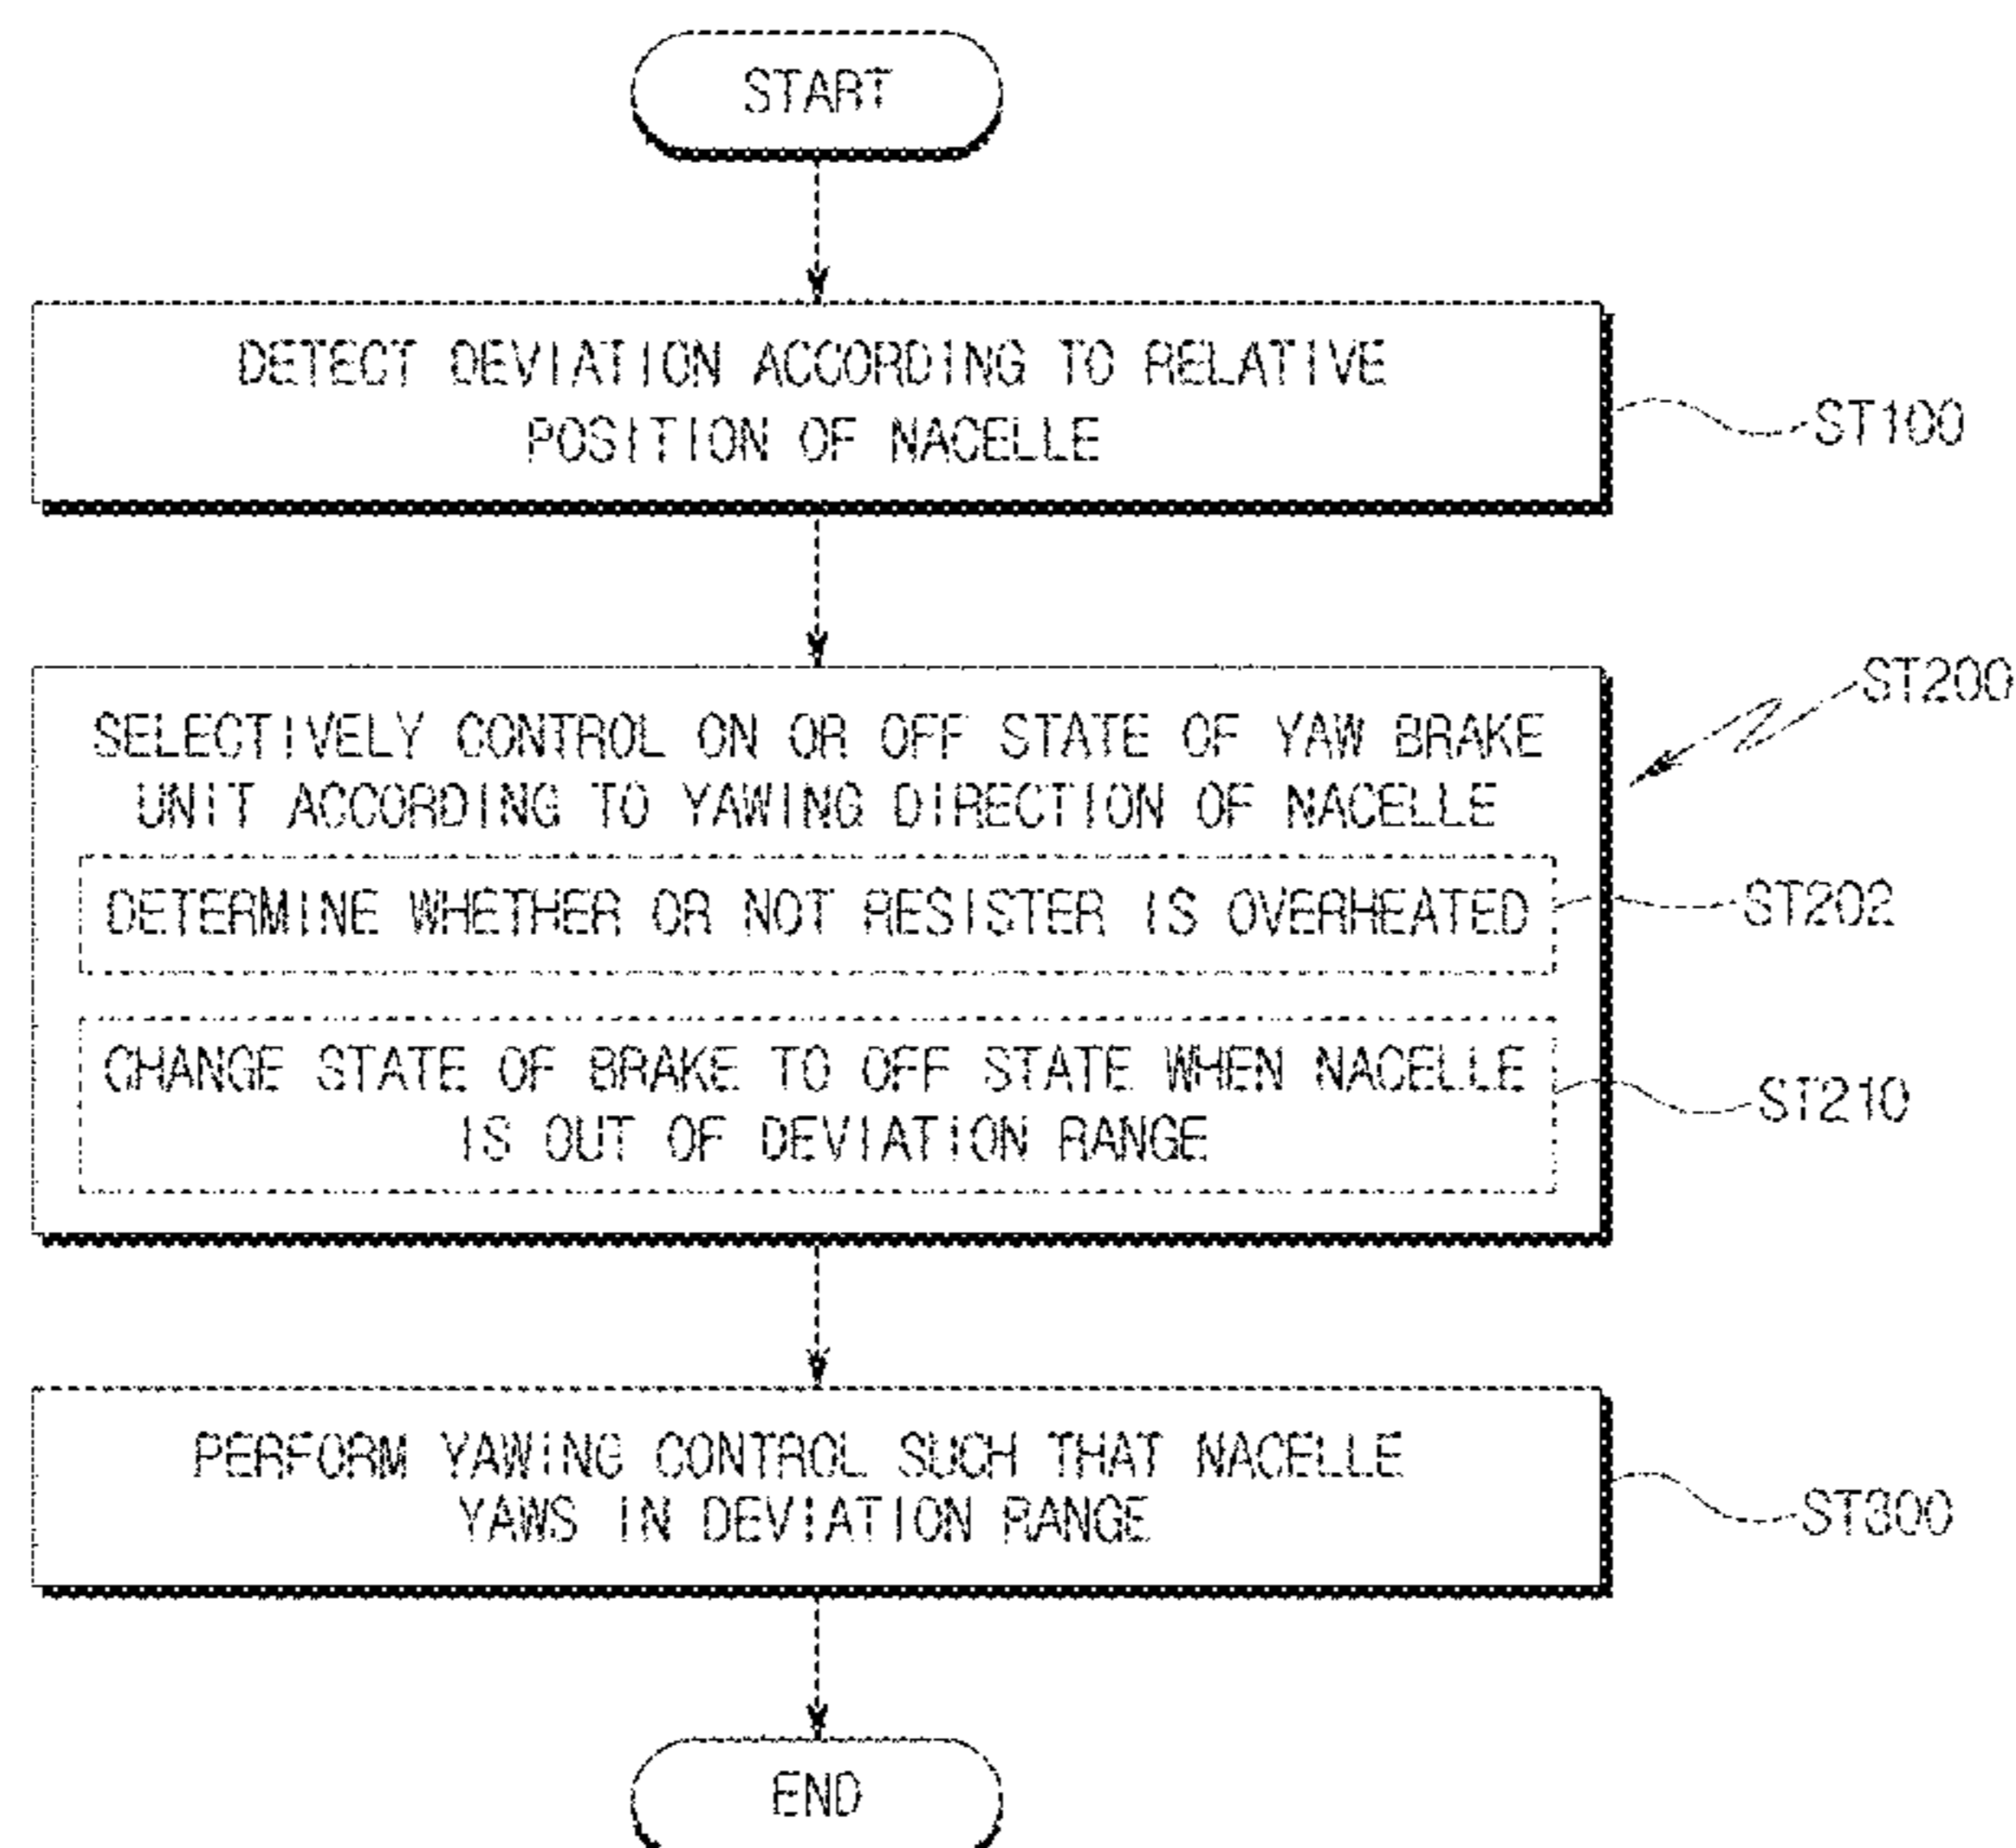 START
DETECT DEVIATION ACCORDING TO RELATIVE
POSITION OF NACELLE
ST100
ST200
SELECTIVELY CONTROL ON OR OFF STATE OF YAW BRAKE
UNIT ACCORDING TO YAWING DIRECTION OF NACELLE
DETERMINE WHETHER OR NOT RESISTER IS OVERHEATED
ST202
CHANGE STATE OF BRAKE TO OFF STATE WHEN NACELLE
IS OUT OF DEVIATION RANGE
ST210
PERFORM YAWING CONTROL SUCH THAT NACELLE
YAWS IN DEVIATION RANGE
ST300
END